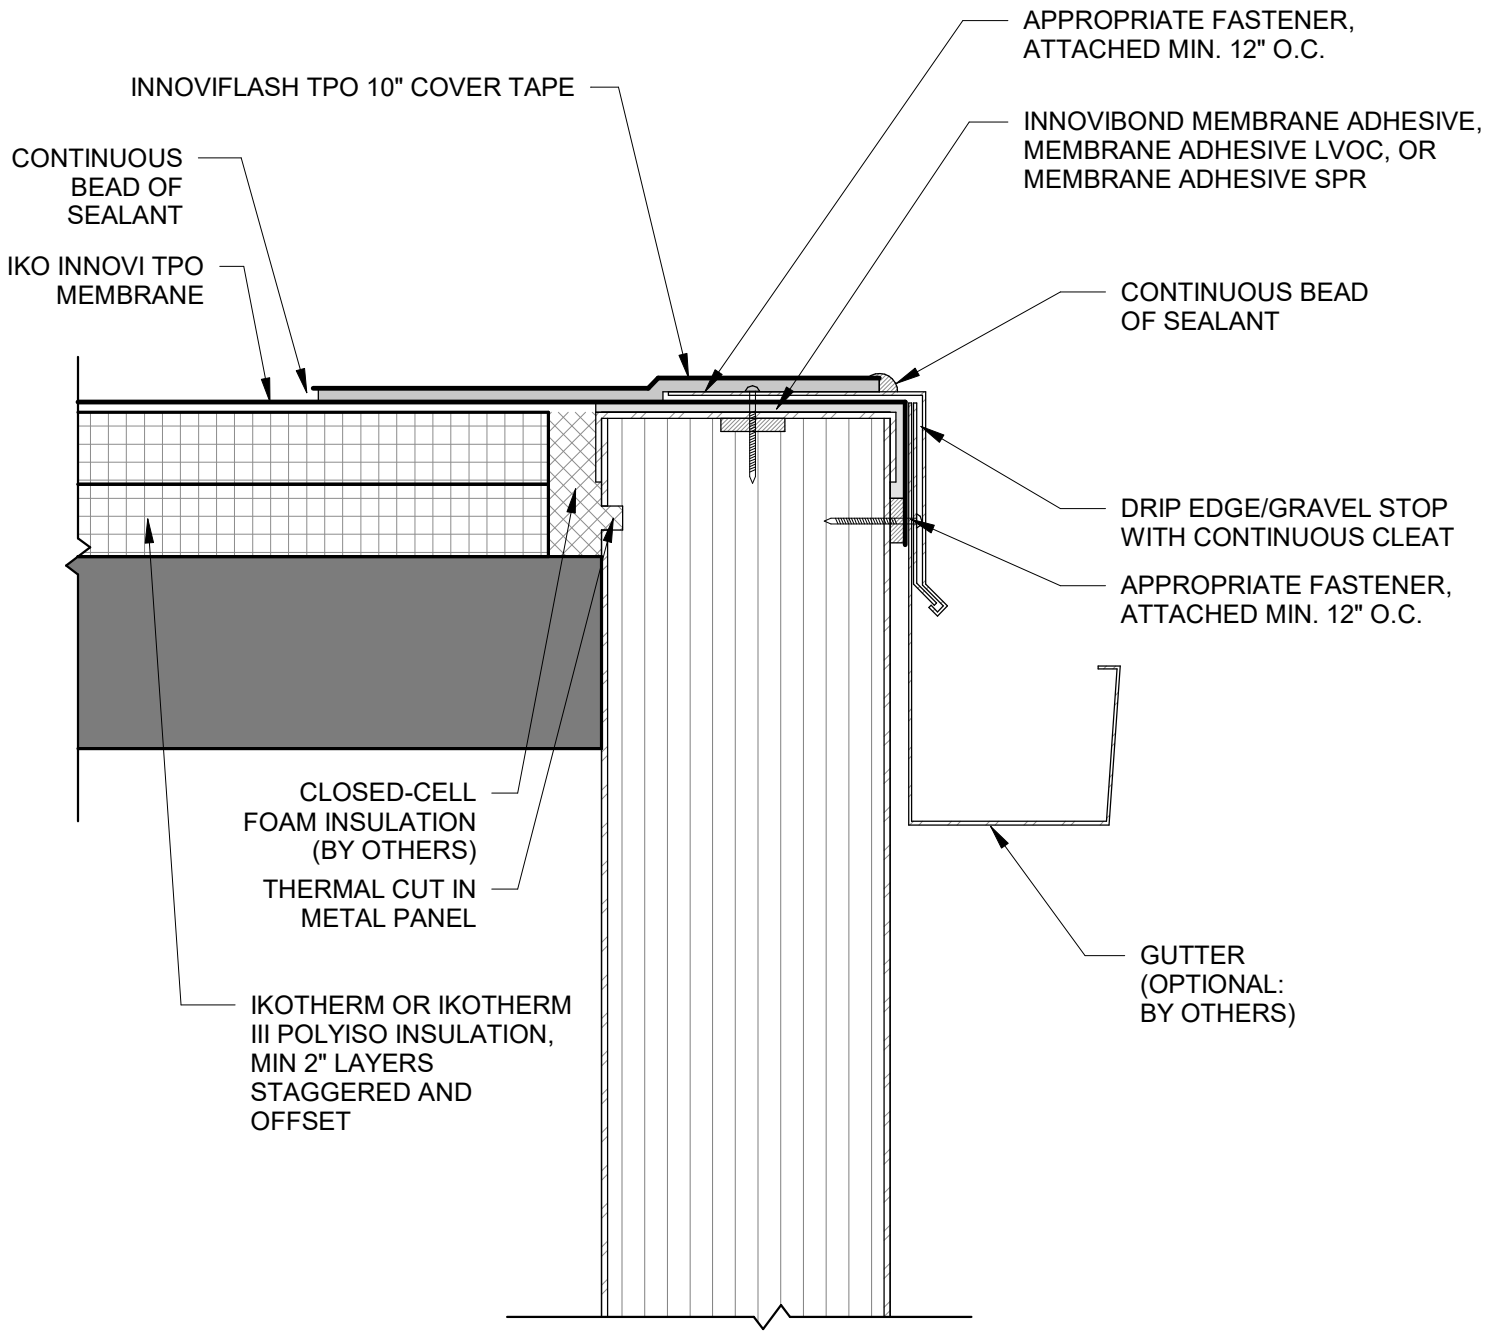 APPROPRIATE FASTENER,
ATTACHED MIN. 12" O.C.
INNOVIFLASH TPO 10" COVER TAPE
INNOVIBOND MEMBRANE ADHESIVE,
MEMBRANE ADHESIVE LVOC, OR
MEMBRANE ADHESIVE SPR
CONTINUOUS
BEAD OF
SEALANT
IKO INNOVI TPO
MEMBRANE
CONTINUOUS BEAD
OF SEALANT
DRIP EDGE/GRAVEL STOP
WITH CONTINUOUS CLEAT
APPROPRIATE FASTENER,
ATTACHED MIN. 12" O.C.
CLOSED-CELL
FOAM INSULATION
(BY OTHERS)
THERMAL CUT IN
METAL PANEL
GUTTER
(OPTIONAL:
BY OTHERS)
IKOTHERM OR IKOTHERM
III POLYISO INSULATION,
MIN 2" LAYERS
STAGGERED AND
OFFSET